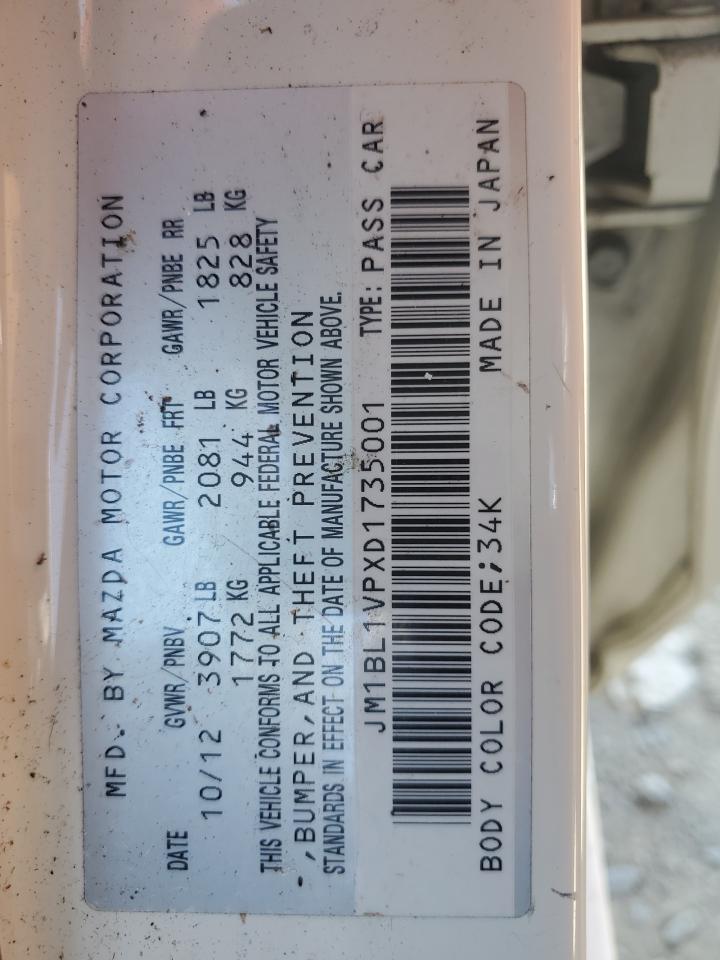 MFD. BY MAZDA MOTOR CORPORATION
DATE GVWR/PNBV GAWR/PNBE FRT GAWR/PNBE RR
10/12 3907 LB 2081 LB 1825 LB
1772 KG 944 KG 828 KG
THIS VEHICLE CONFORMS TO ALL APPLICABLE FEDERAL MOTOR VEHICLE SAFETY
,BUMPER,AND THEFT PREVENTION
STANDARDS IN EFFECT ON THE DATE OF MANUFACTURE SHOWN ABOVE.
JM1BL1VPXD1735001 TYPE: PASS CAR
BODY COLOR CODE;34K MADE IN JAPAN